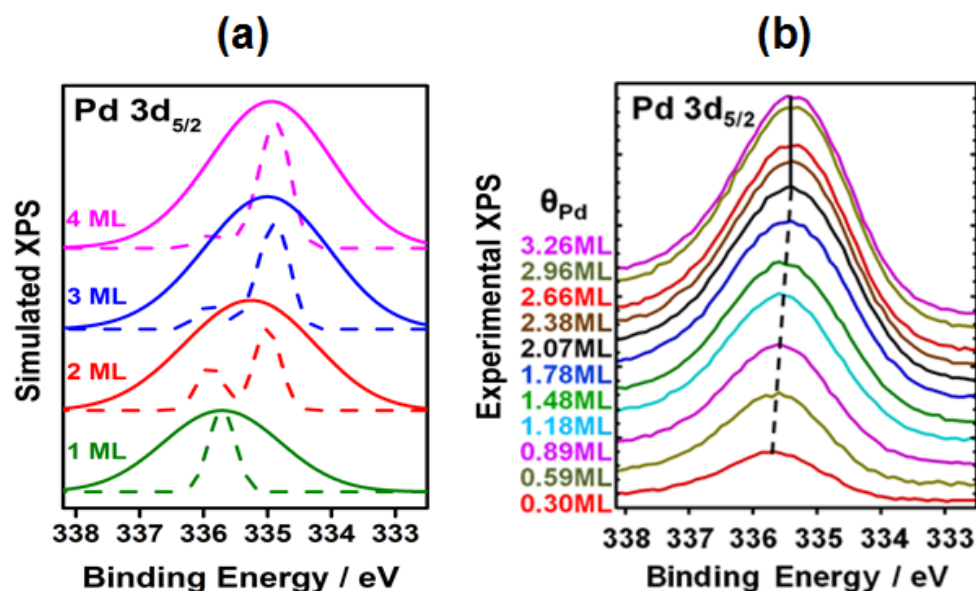 (a)
Simulated XPS
Pd 3d5/2
4 ML
3 ML
2 ML
1 ML
338 337 336 335 334 333
Binding Energy / eV
(b)
Experimental XPS
Pd 3d5/2
θPd
3.26ML
2.96ML
2.66ML
2.38ML
2.07ML
1.78ML
1.48ML
1.18ML
0.89ML
0.59ML
0.30ML
338 337 336 335 334 333
Binding Energy / eV